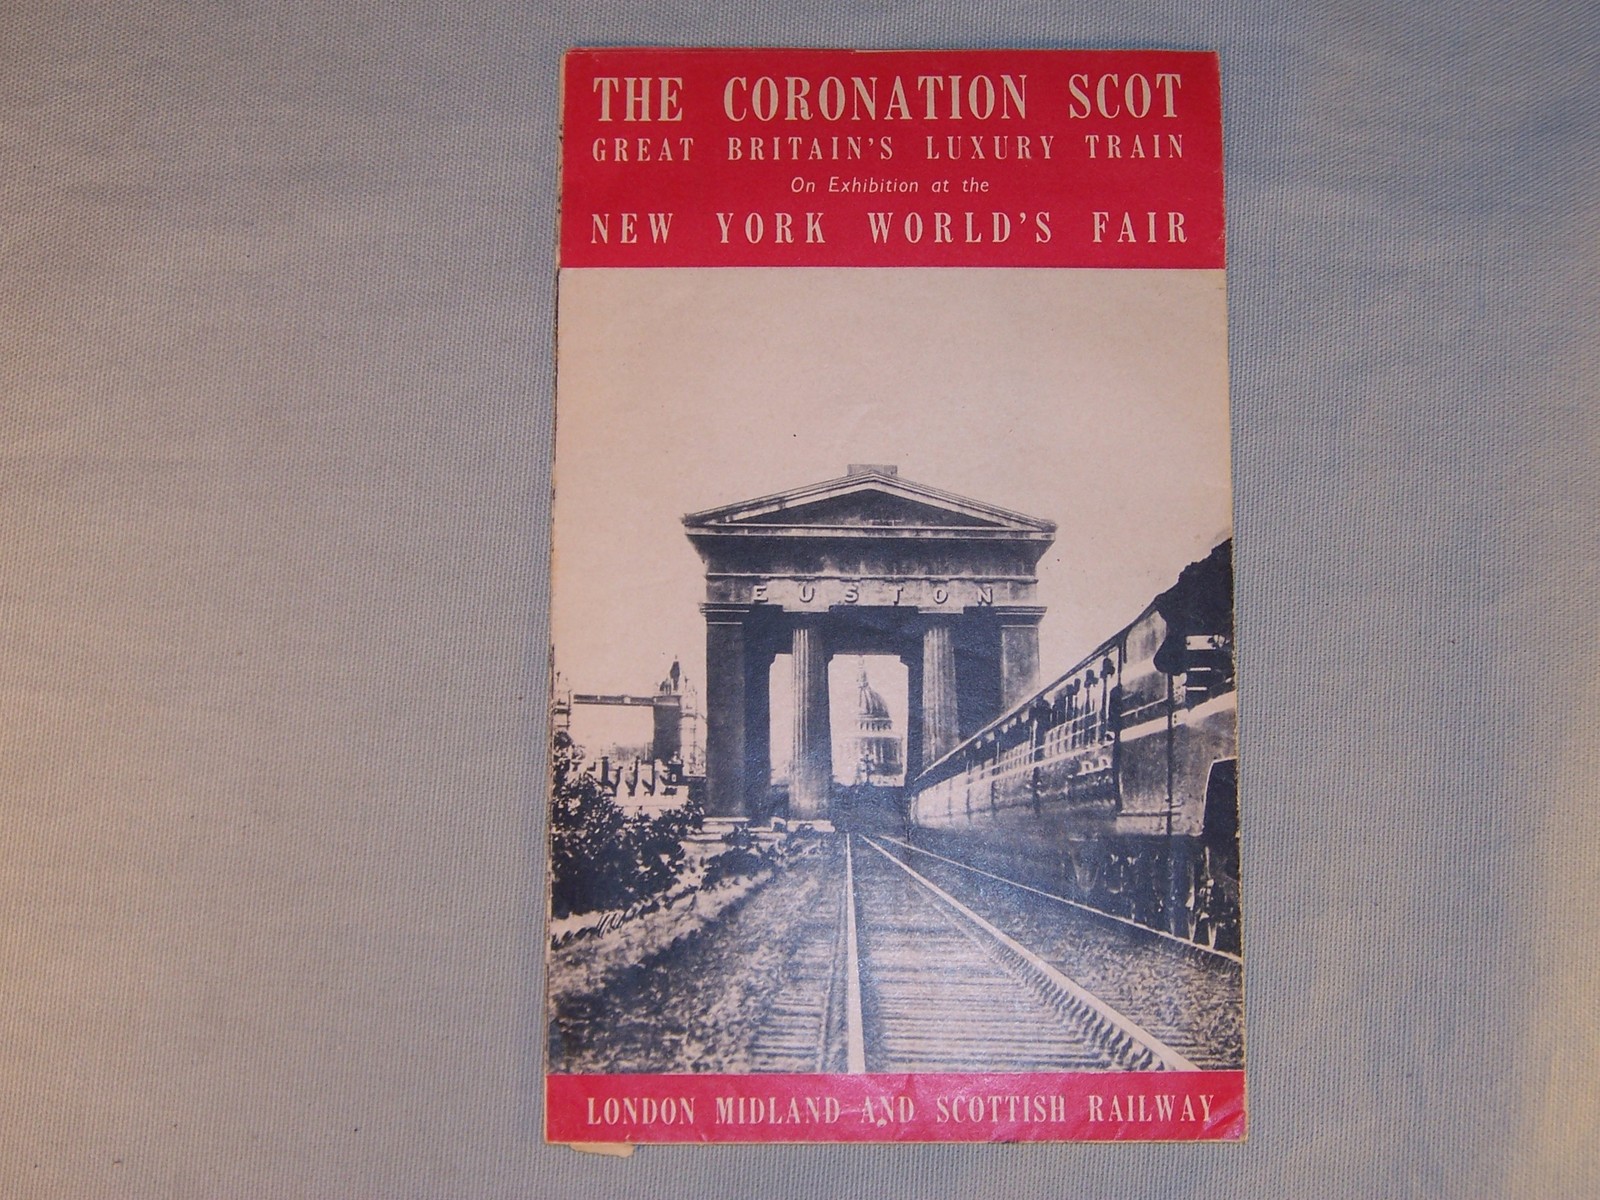 THE CORONATION SCOT
GREAT BRITAIN'S LUXURY TRAIN
On Exhibition at the
NEW YORK WORLD'S FAIR
EUSTON
LONDON MIDLAND AND SCOTTISH RAILWAY